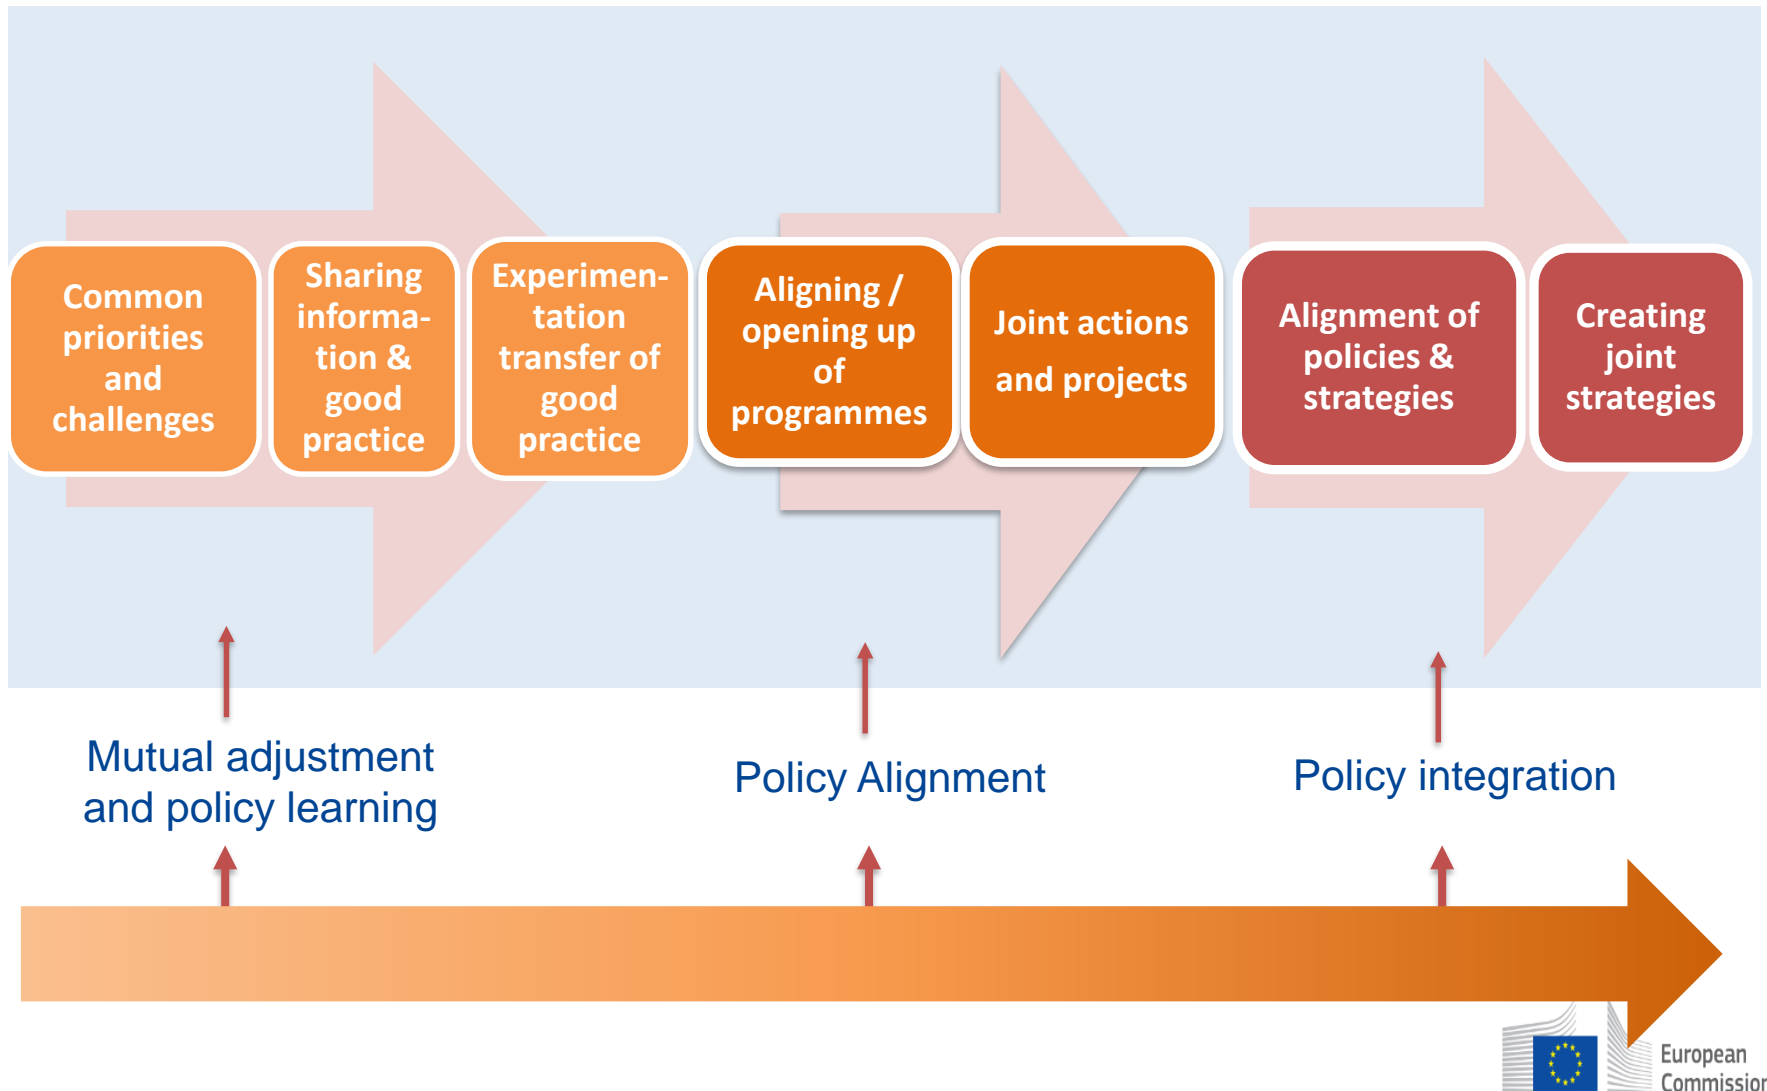 Common
priorities
and
challenges
Sharing
informa-
tion &
good
practice
Experimen-
tation
transfer of
good
practice
Aligning /
opening up
of
programmes
Joint actions
and projects
Alignment of
policies &
strategies
Creating
joint
strategies
Mutual adjustment
and policy learning
Policy Alignment
Policy integration
European
Commission